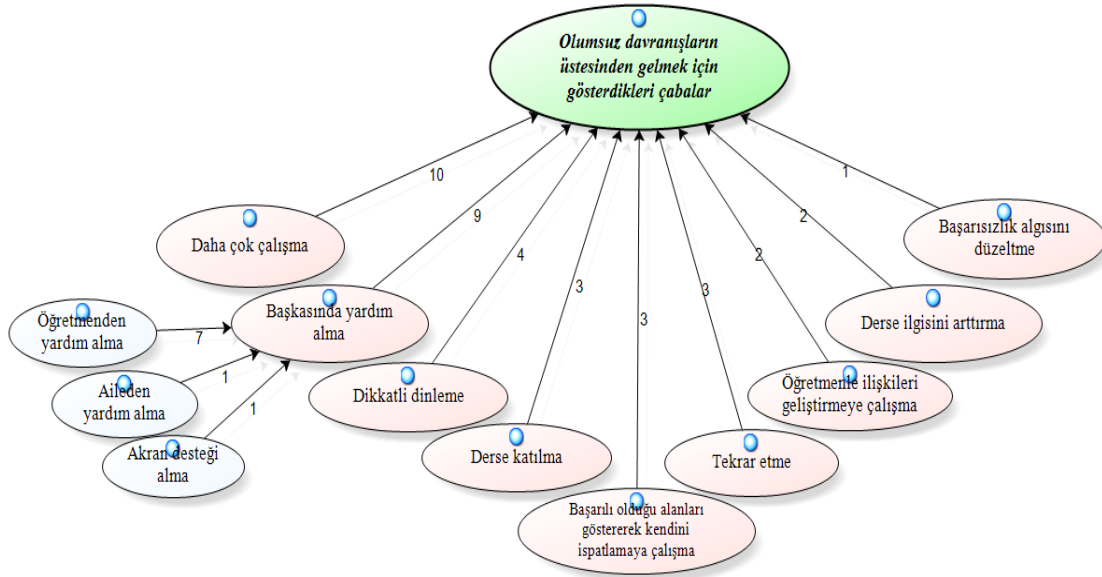 Olumsuz davranışların
üstesinden gelmek için
gösterdikleri çabalar
10
9
4
3
3
3
2
2
1
Daha çok çalışma
Başkasında yardım
alma
Öğretmenden
yardım alma
7
Aileden
yardım alma
1
Akran desteği
alma
1
Dikkatli dinleme
Derse katılma
Başarılı olduğu alanları
göstererek kendini
ispatlamaya çalışma
Tekrar etme
Öğretmenle ilişkileri
geliştirmeye çalışma
Derse ilgisini arttırma
Başarısızlık algısını
düzeltme